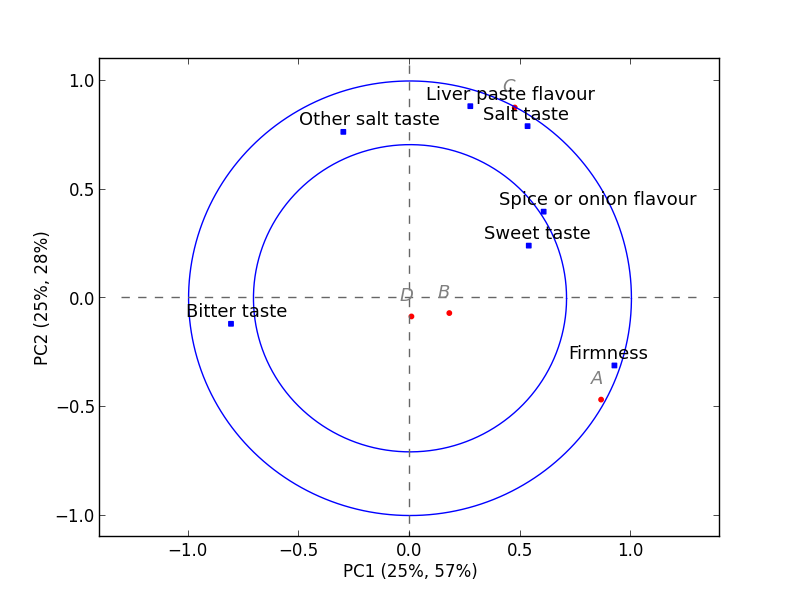 1.0
C
Liver paste flavour
Salt taste
Other salt taste
0.5
Spice or onion flavour
Sweet taste
D
B
0.0
Bitter taste
Firmness
A
−0.5
−1.0
−1.0 −0.5 0.0 0.5 1.0
PC1 (25%, 57%)
PC2 (25%, 28%)